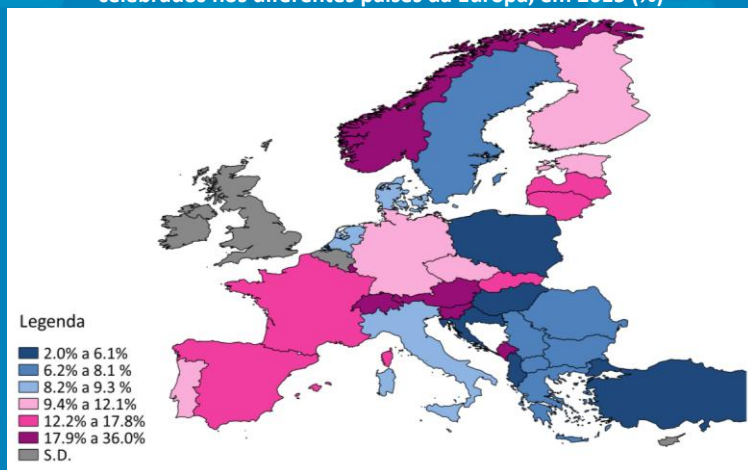 celebrados nos diferentes países da Europa, em 2015 (%)
Legenda
2.0% a 6.1%
6.2% a 8.1 %
8.2% a 9.3 %
9.4% a 12.1%
12.2% a 17.8%
17.9% a 36.0%
S.D.